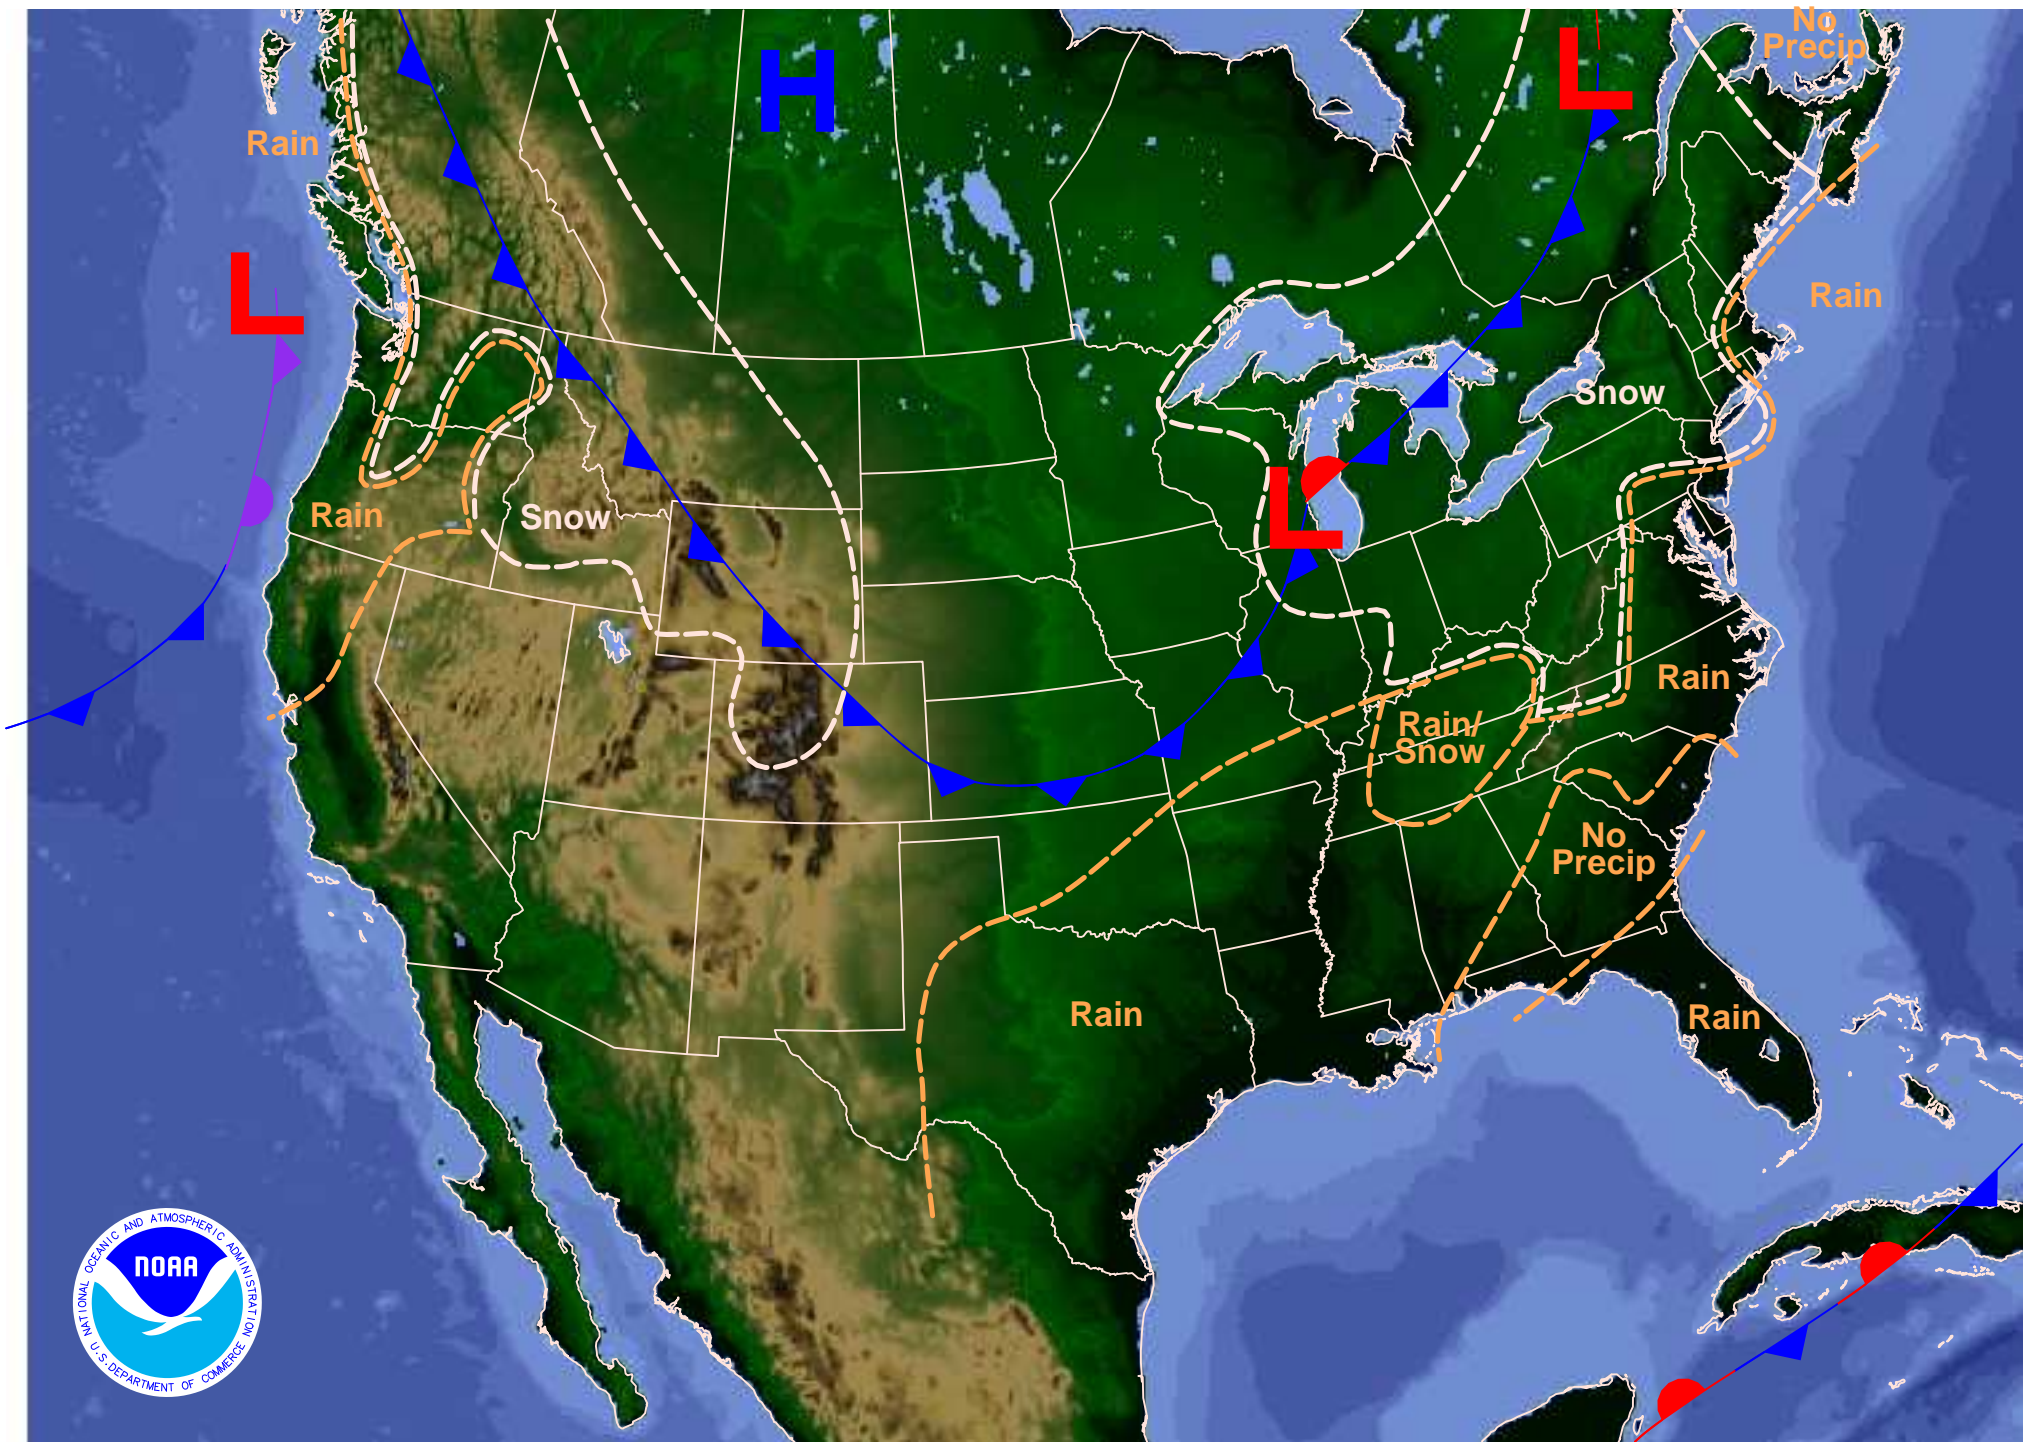 No
Precip
H
L
Rain
L
Rain
Snow
Rain
Snow
L
Rain
Rain/
Snow
No
Precip
Rain
Rain
NATIONAL OCEANIC AND ATMOSPHERIC ADMINISTRATION
NOAA
U.S. DEPARTMENT OF COMMERCE